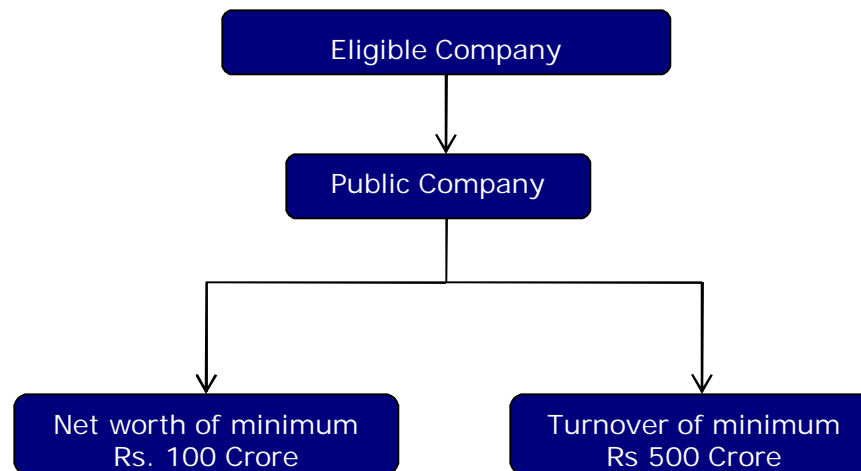 Eligible Company
Public Company
Net worth of minimum
Rs. 100 Crore
Turnover of minimum
Rs 500 Crore